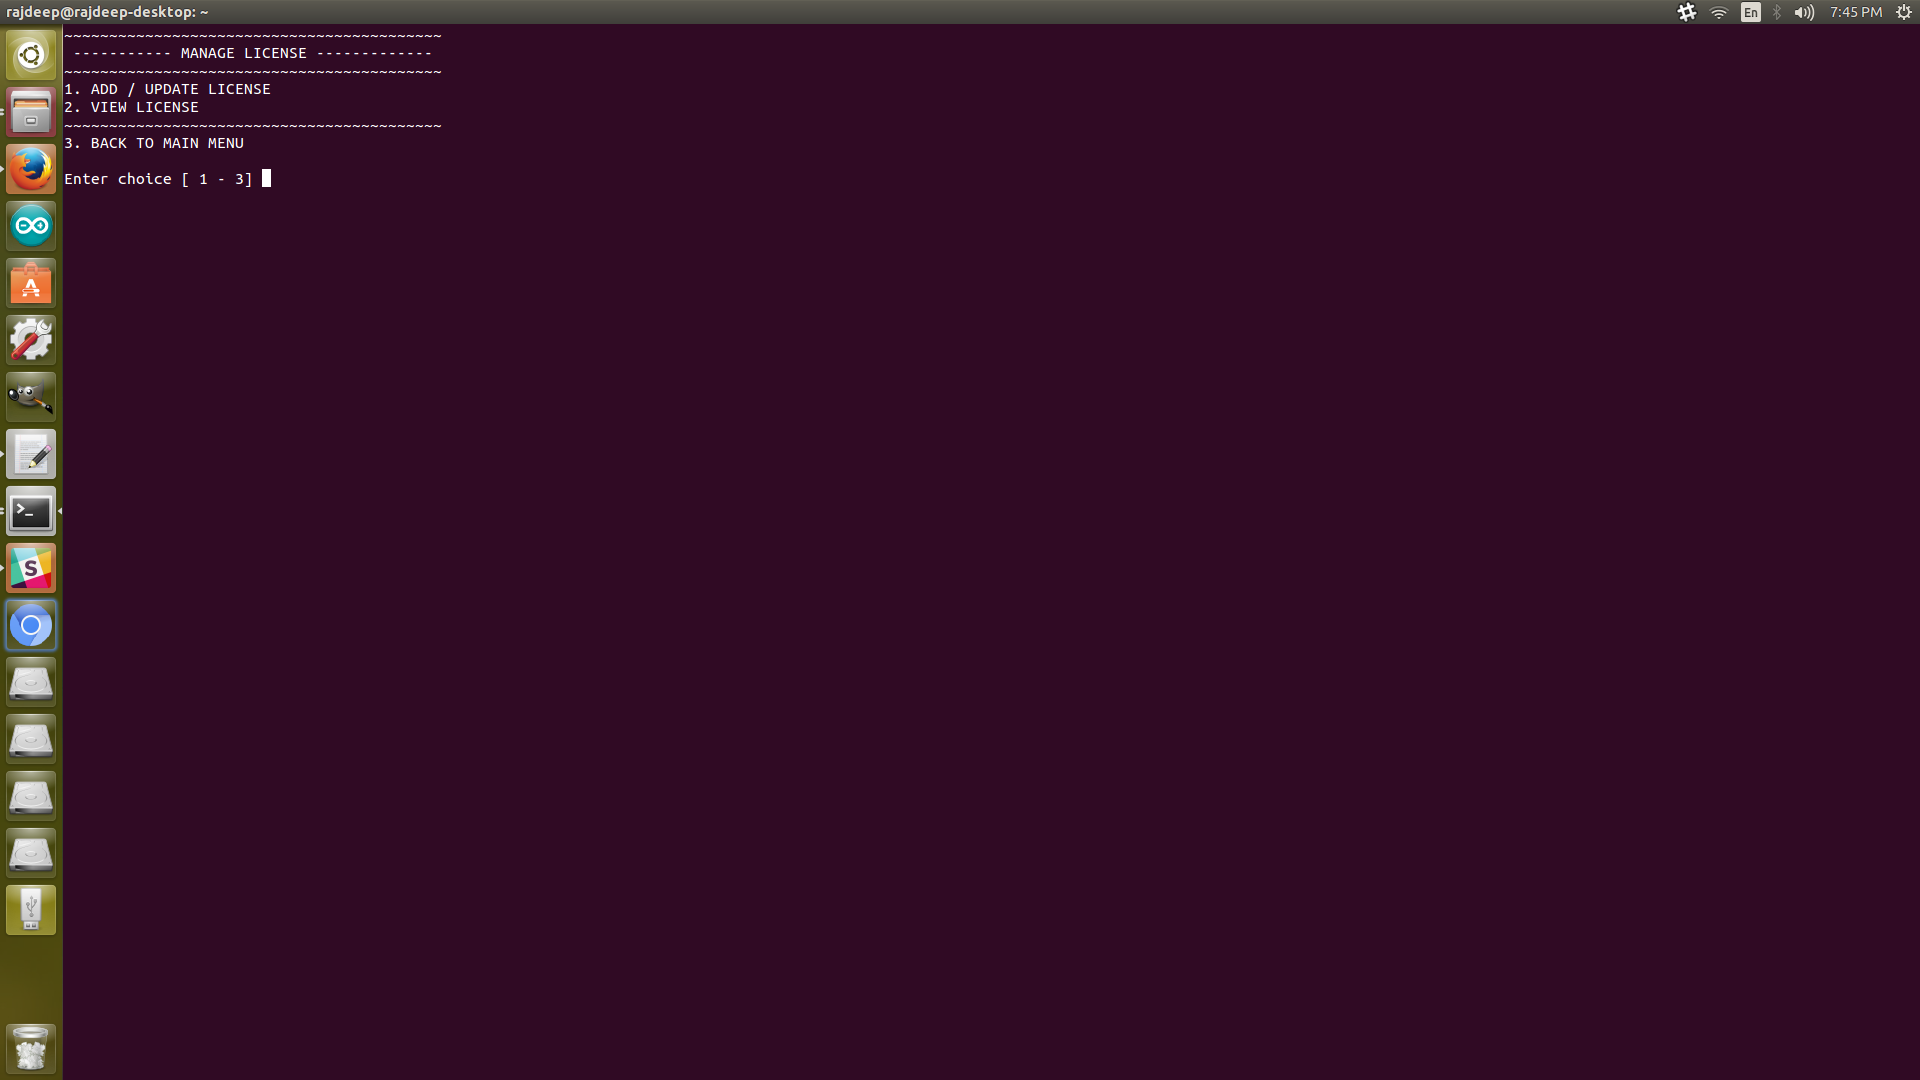 rajdeep@rajdeep-desktop: ~
En
7:45 PM
~~~~~~~~~~~~~~~~~~~~~~~~~~~~~~~~~~~~~~~~~~
 ----------- MANAGE LICENSE -------------
~~~~~~~~~~~~~~~~~~~~~~~~~~~~~~~~~~~~~~~~~~
1. ADD / UPDATE LICENSE
2. VIEW LICENSE
~~~~~~~~~~~~~~~~~~~~~~~~~~~~~~~~~~~~~~~~~~
3. BACK TO MAIN MENU
Enter choice [ 1 - 3]